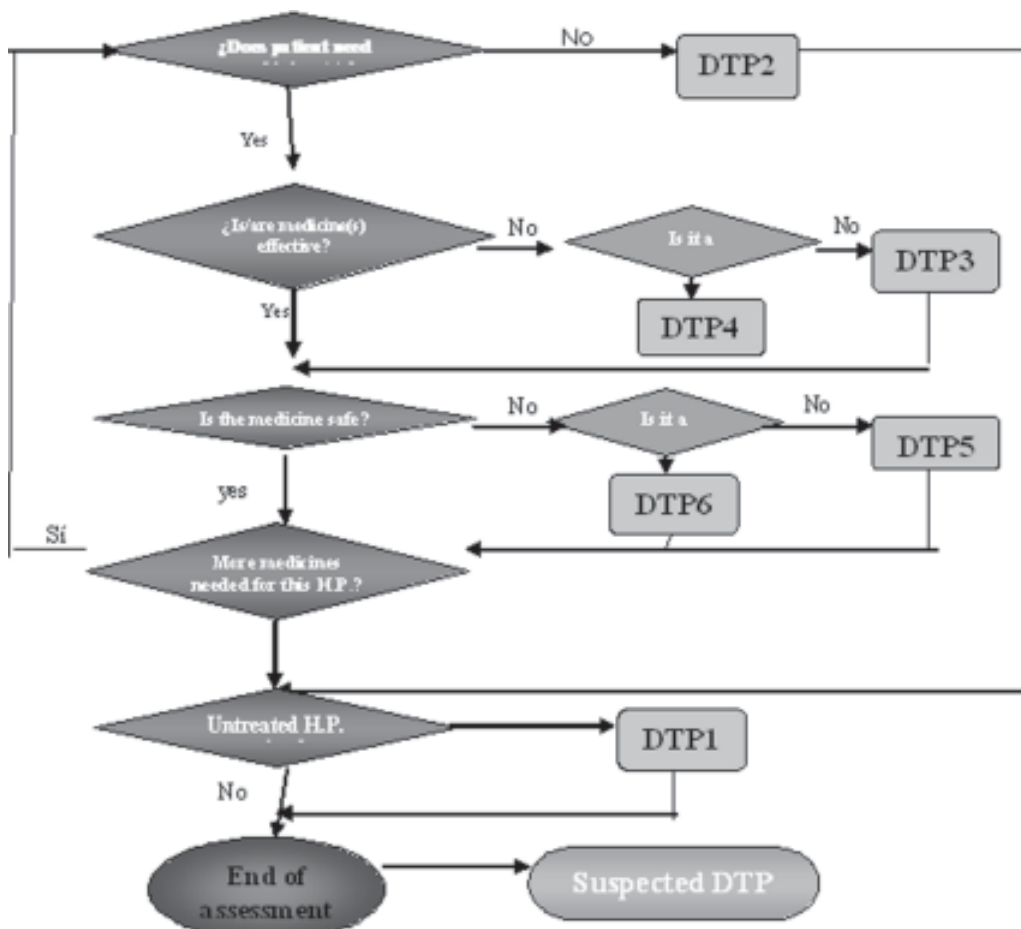 ¿Does patient need
No
DTP2
Yes
¿Is/are medicine(s)
effective?
No
Is it a
No
DTP3
DTP4
Yes
Is the medicine safe?
No
Is it a
No
DTP5
DTP6
yes
Sí
More medicines
needed for this H.P.?
Untreated H.P.
DTP1
No
End of
assessment
Suspected DTP